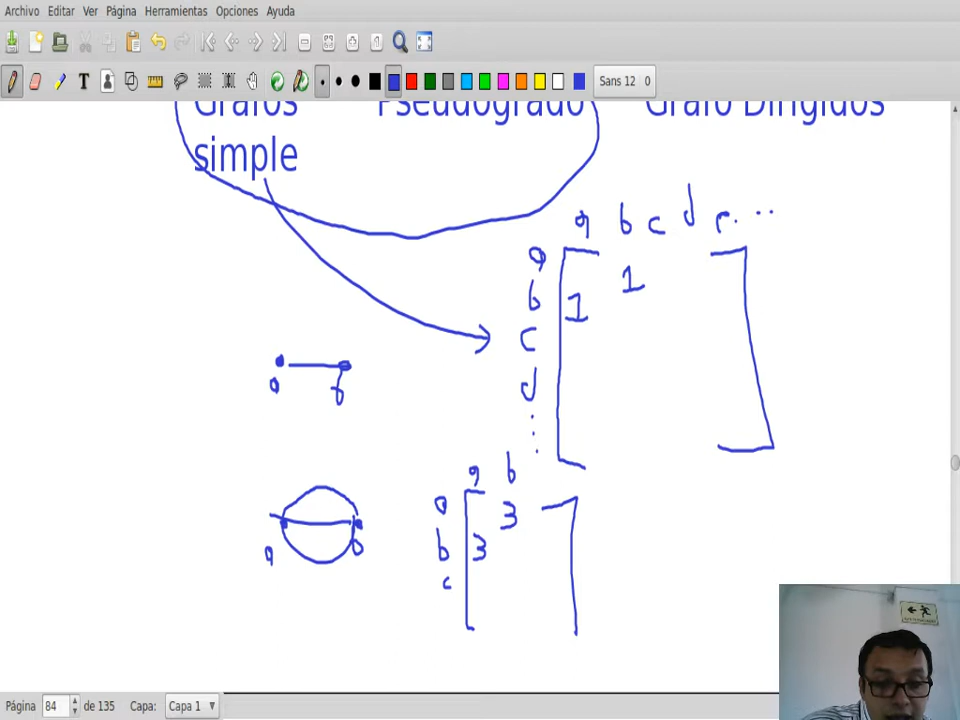 Archivo Editar Ver Página Herramientas Opciones Ayuda
Sans 12 0
Grafos Pseudogrado Grafo Dirigidos
simple
a b c d e...
a
b
c
d
1
1
a b
a b
a 3
b 3
c
a b
Página 84 de 135 Capa: Capa 1